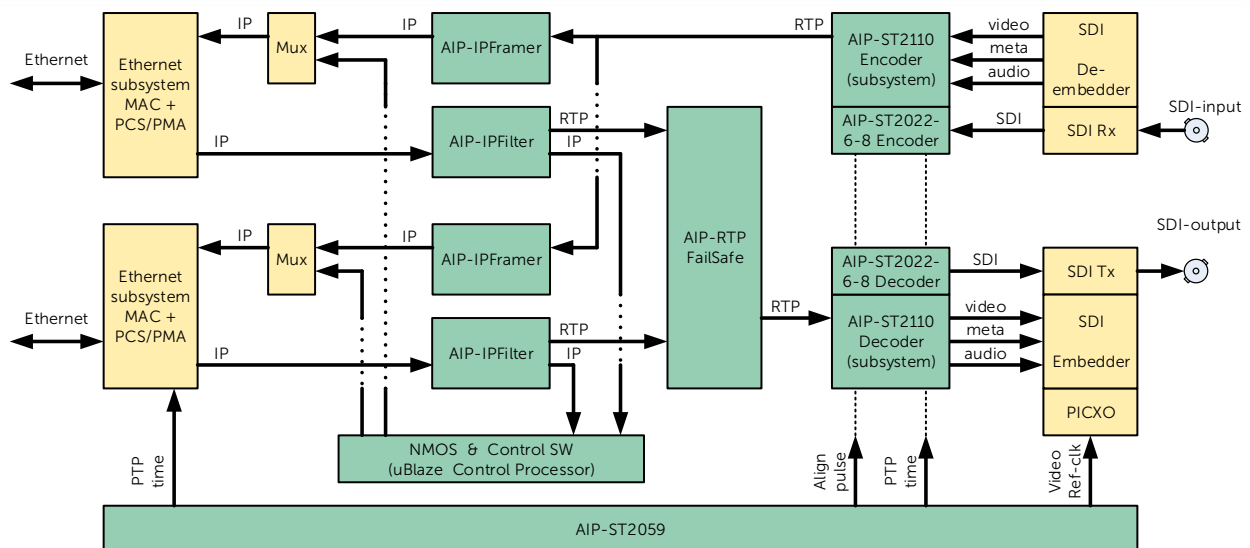 IP
IP
RTP
video
meta
audio
Ethernet
Ethernet
subsystem
MAC +
PCS/PMA
Mux
AIP-IPFramer
AIP-ST2110
Encoder
(subsystem)
SDI
De-
embedder
SDI-input
IP
AIP-IPFilter
RTP
IP
AIP-ST2022-
6-8 Encoder
SDI
SDI Rx
AIP-RTP
FailSafe
SDI-output
Ethernet
Ethernet
subsystem
MAC +
PCS/PMA
IP
Mux
IP
AIP-IPFramer
AIP-ST2022-
6-8 Decoder
SDI
SDI Tx
IP
AIP-IPFilter
RTP
IP
RTP
AIP-ST2110
Decoder
(subsystem)
video
meta
audio
SDI
Embedder
PICXO
NMOS & Control SW
(uBlaze Control Processor)
PTP
time
Align
pulse
PTP
time
Video
Ref-clk
AIP-ST2059